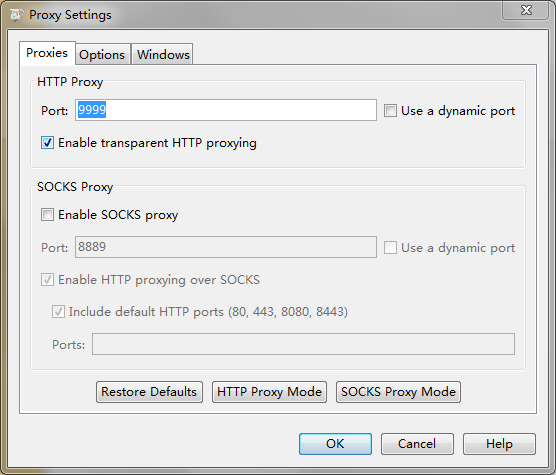 Proxy Settings
Proxies Options Windows
HTTP Proxy
Port: 9999 Use a dynamic port
Enable transparent HTTP proxying
SOCKS Proxy
Enable SOCKS proxy
Port: 8889 Use a dynamic port
Enable HTTP proxying over SOCKS
Include default HTTP ports (80, 443, 8080, 8443)
Ports:
Restore Defaults HTTP Proxy Mode SOCKS Proxy Mode
OK Cancel Help